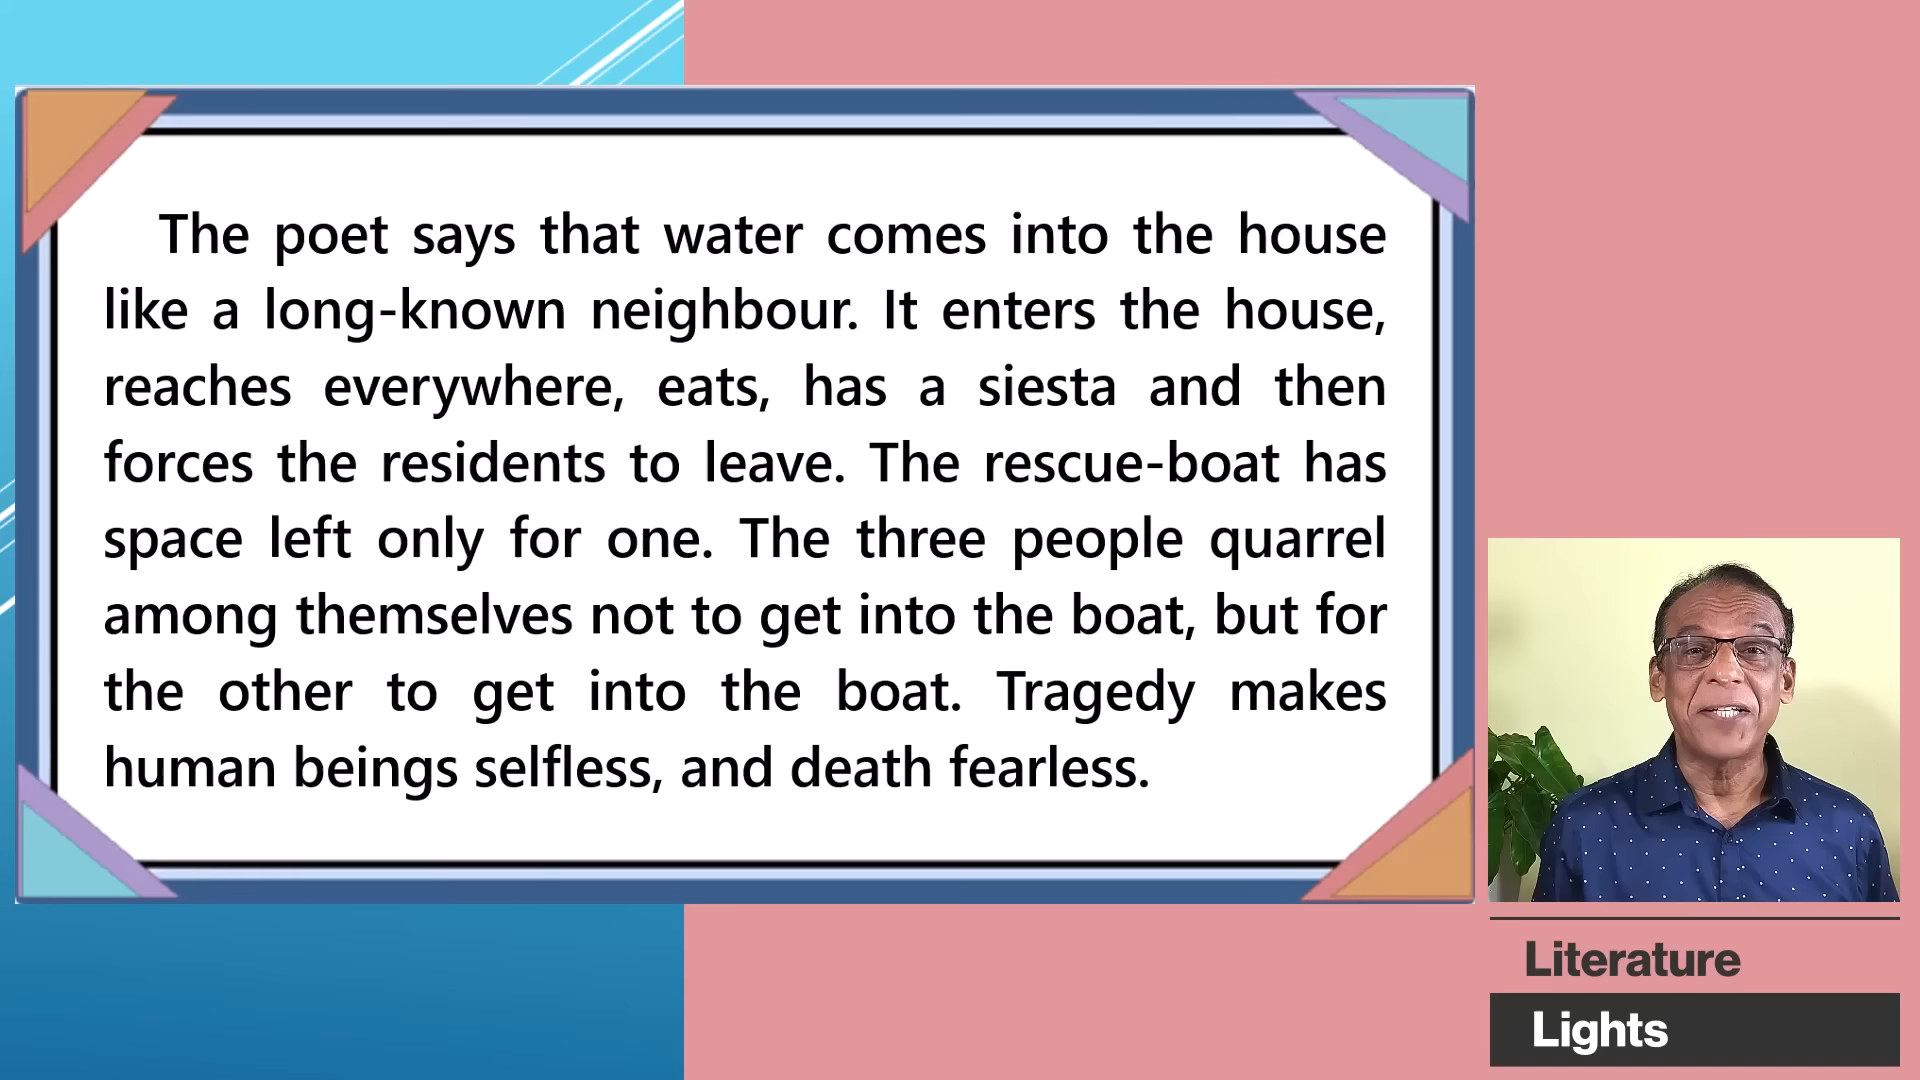 The poet says that water comes into the house
like a long-known neighbour. It enters the house,
reaches everywhere, eats, has a siesta and then
forces the residents to leave. The rescue-boat has
space left only for one. The three people quarrel
among themselves not to get into the boat, but for
the other to get into the boat. Tragedy makes
human beings selfless, and death fearless.
Literature
Lights